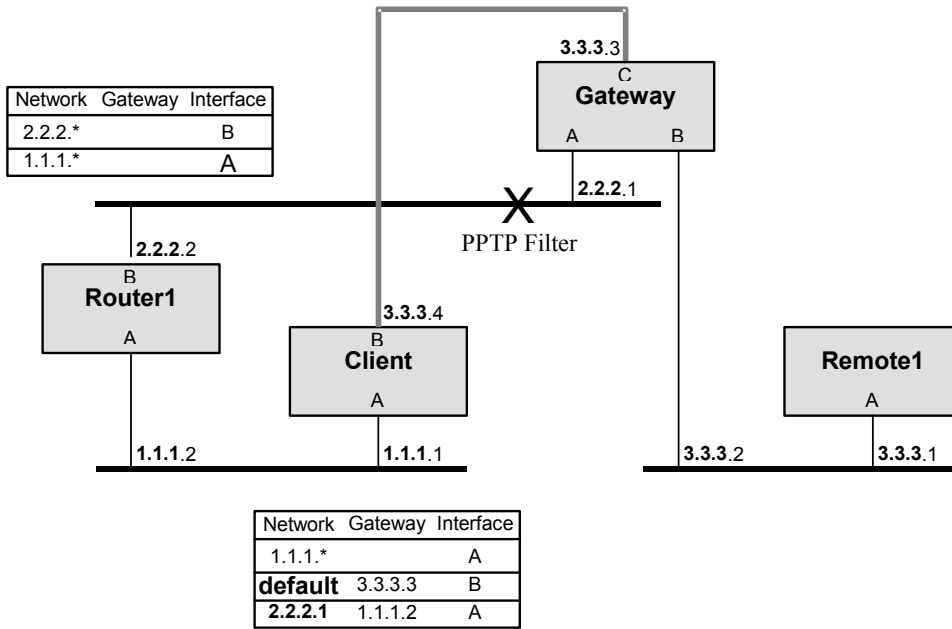 3.3.3.3
C
Gateway
A B
Network Gateway Interface
2.2.2.* B
1.1.1.* A
2.2.2.1
X
PPTP Filter
2.2.2.2
B
Router1
A
3.3.3.4
B
Client
A
Remote1
A
1.1.1.2
1.1.1.1
3.3.3.2
3.3.3.1
Network Gateway Interface
1.1.1.* A
default 3.3.3.3 B
2.2.2.1 1.1.1.2 A